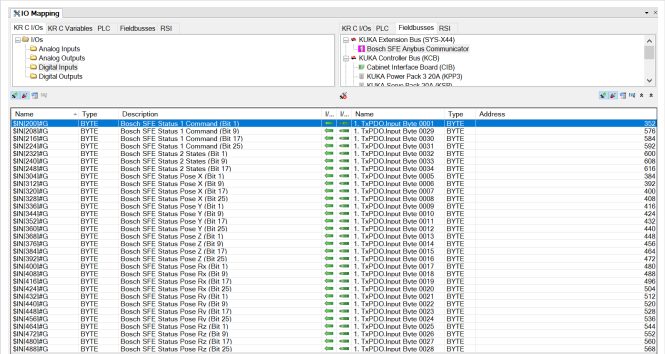 IO Mapping
KR C I/Os KR C Variables PLC Fieldbusses RSI
KR C I/Os PLC Fieldbusses RSI
I/Os
Analog Inputs
Analog Outputs
Digital Inputs
Digital Outputs
KUKA Extension Bus (SYS-X44)
Bosch SFE Anybus Communicator
KUKA Controller Bus (KCB)
Cabinet Interface Board (CIB)
KUKA Power Pack 3 20A (KPP3)
Name Type Description I/... I/... Name Type Address
$IN[200]#G BYTE Bosch SFE Status 1 Command (Bit 1) 1. TxPDO.Input Byte 0001 BYTE 352
$IN[208]#G BYTE Bosch SFE Status 1 Command (Bit 9) 1. TxPDO.Input Byte 0029 BYTE 576
$IN[216]#G BYTE Bosch SFE Status 1 Command (Bit 17) 1. TxPDO.Input Byte 0030 BYTE 584
$IN[224]#G BYTE Bosch SFE Status 1 Command (Bit 25) 1. TxPDO.Input Byte 0031 BYTE 592
$IN[232]#G BYTE Bosch SFE Status 2 States (Bit 1) 1. TxPDO.Input Byte 0032 BYTE 600
$IN[240]#G BYTE Bosch SFE Status 2 States (Bit 9) 1. TxPDO.Input Byte 0033 BYTE 608
$IN[248]#G BYTE Bosch SFE Status 2 States (Bit 17) 1. TxPDO.Input Byte 0034 BYTE 616
$IN[304]#G BYTE Bosch SFE Status Pose X (Bit 1) 1. TxPDO.Input Byte 0005 BYTE 384
$IN[312]#G BYTE Bosch SFE Status Pose X (Bit 9) 1. TxPDO.Input Byte 0006 BYTE 392
$IN[320]#G BYTE Bosch SFE Status Pose X (Bit 17) 1. TxPDO.Input Byte 0007 BYTE 400
$IN[328]#G BYTE Bosch SFE Status Pose X (Bit 25) 1. TxPDO.Input Byte 0008 BYTE 408
$IN[336]#G BYTE Bosch SFE Status Pose Y (Bit 1) 1. TxPDO.Input Byte 0009 BYTE 416
$IN[344]#G BYTE Bosch SFE Status Pose Y (Bit 9) 1. TxPDO.Input Byte 0010 BYTE 424
$IN[352]#G BYTE Bosch SFE Status Pose Y (Bit 17) 1. TxPDO.Input Byte 0011 BYTE 432
$IN[360]#G BYTE Bosch SFE Status Pose Y (Bit 25) 1. TxPDO.Input Byte 0012 BYTE 440
$IN[368]#G BYTE Bosch SFE Status Pose Z (Bit 1) 1. TxPDO.Input Byte 0013 BYTE 448
$IN[376]#G BYTE Bosch SFE Status Pose Z (Bit 9) 1. TxPDO.Input Byte 0014 BYTE 456
$IN[384]#G BYTE Bosch SFE Status Pose Z (Bit 17) 1. TxPDO.Input Byte 0015 BYTE 464
$IN[392]#G BYTE Bosch SFE Status Pose Z (Bit 25) 1. TxPDO.Input Byte 0016 BYTE 472
$IN[400]#G BYTE Bosch SFE Status Pose Rx (Bit 1) 1. TxPDO.Input Byte 0017 BYTE 480
$IN[408]#G BYTE Bosch SFE Status Pose Rx (Bit 9) 1. TxPDO.Input Byte 0018 BYTE 488
$IN[416]#G BYTE Bosch SFE Status Pose Rx (Bit 17) 1. TxPDO.Input Byte 0019 BYTE 496
$IN[424]#G BYTE Bosch SFE Status Pose Rx (Bit 25) 1. TxPDO.Input Byte 0020 BYTE 504
$IN[432]#G BYTE Bosch SFE Status Pose Ry (Bit 1) 1. TxPDO.Input Byte 0021 BYTE 512
$IN[440]#G BYTE Bosch SFE Status Pose Ry (Bit 9) 1. TxPDO.Input Byte 0022 BYTE 520
$IN[448]#G BYTE Bosch SFE Status Pose Ry (Bit 17) 1. TxPDO.Input Byte 0023 BYTE 528
$IN[456]#G BYTE Bosch SFE Status Pose Ry (Bit 25) 1. TxPDO.Input Byte 0024 BYTE 536
$IN[464]#G BYTE Bosch SFE Status Pose Rz (Bit 1) 1. TxPDO.Input Byte 0025 BYTE 544
$IN[472]#G BYTE Bosch SFE Status Pose Rz (Bit 9) 1. TxPDO.Input Byte 0026 BYTE 552
$IN[480]#G BYTE Bosch SFE Status Pose Rz (Bit 17) 1. TxPDO.Input Byte 0027 BYTE 560
$IN[488]#G BYTE Bosch SFE Status Pose Rz (Bit 25) 1. TxPDO.Input Byte 0028 BYTE 568